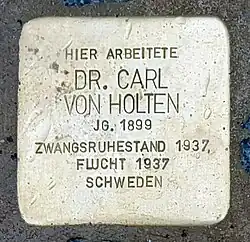 HIER ARBEITETE
DR. CARL
VON HOLTEN
JG. 1899
ZWANGSRUHESTAND 1937
FLUCHT 1937
SCHWEDEN